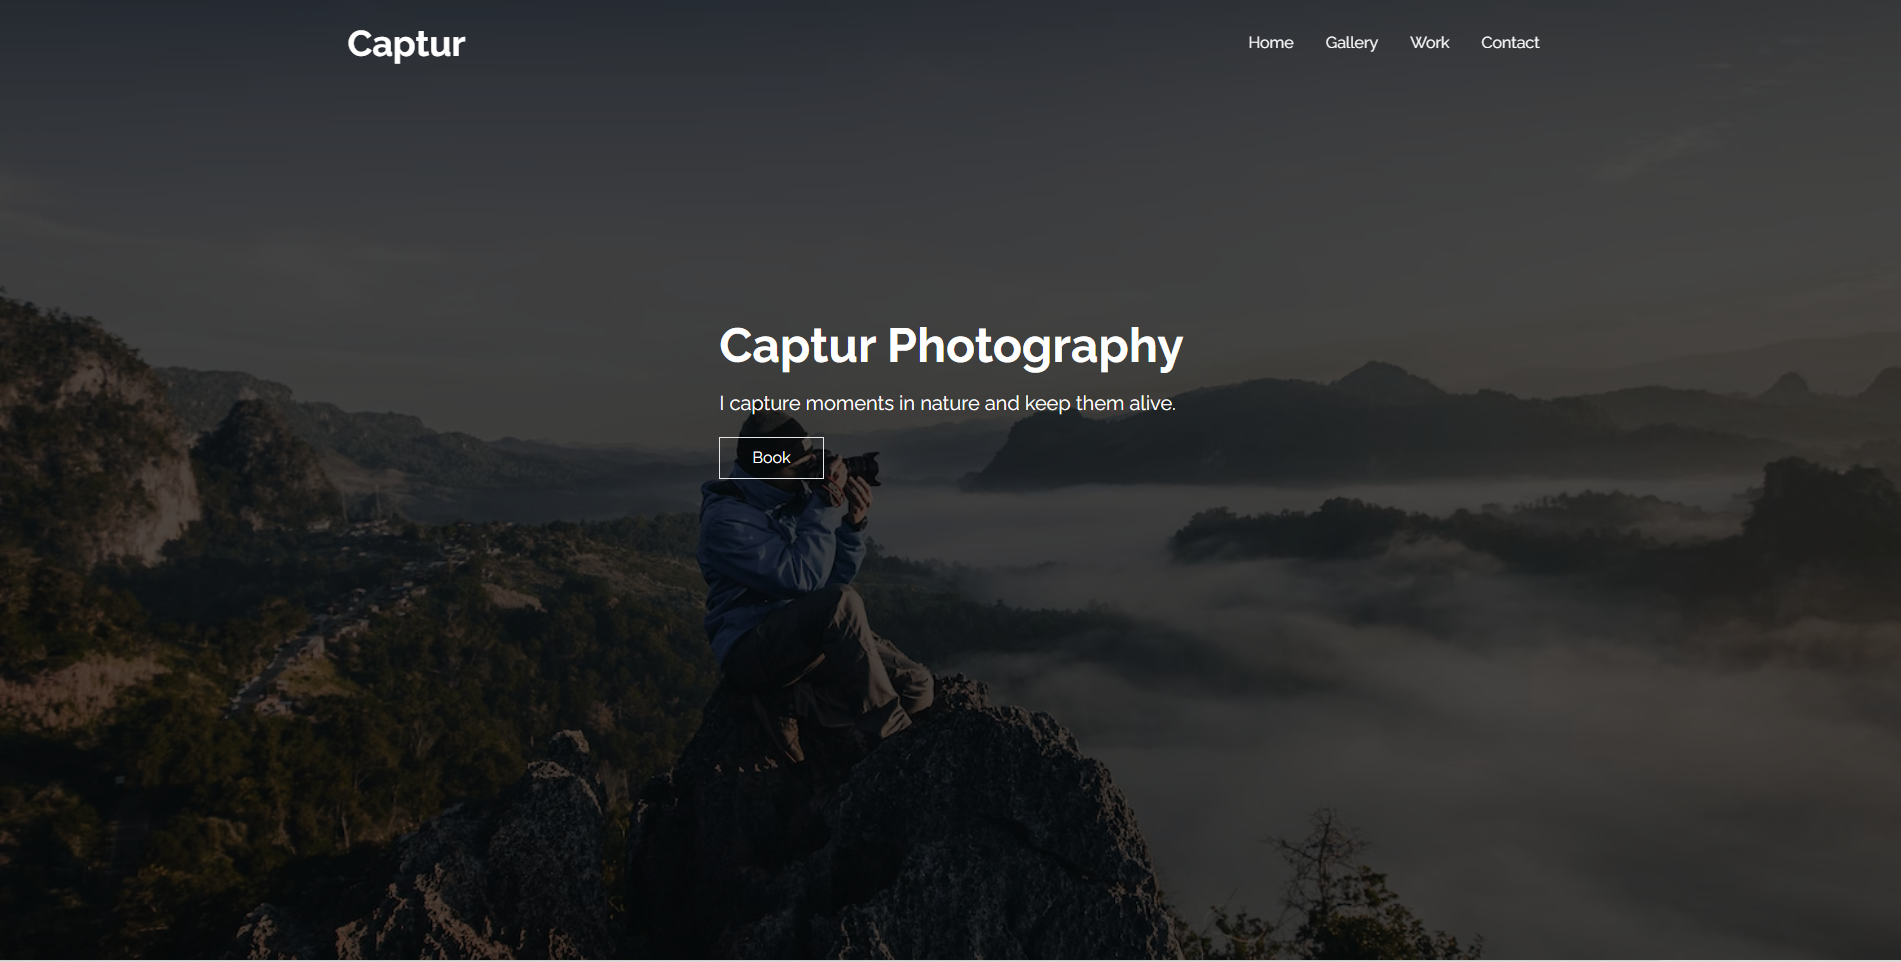 Captur
Home Gallery Work Contact
Captur Photography
I capture moments in nature and keep them alive.
Book